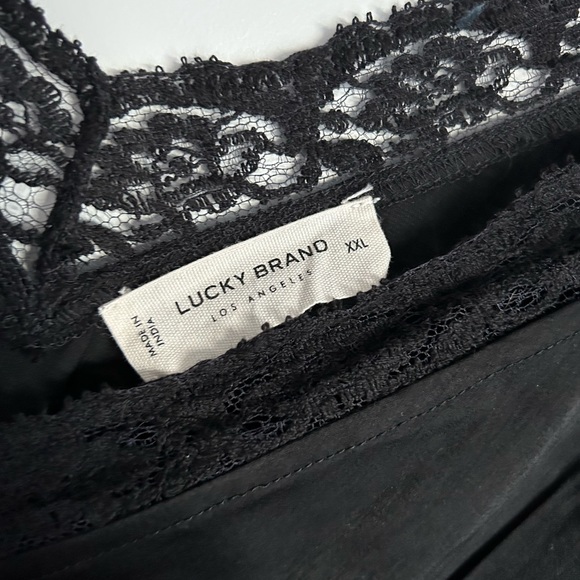 LUCKY BRAND
LOS ANGELES
XXL
MADE IN
INDIA